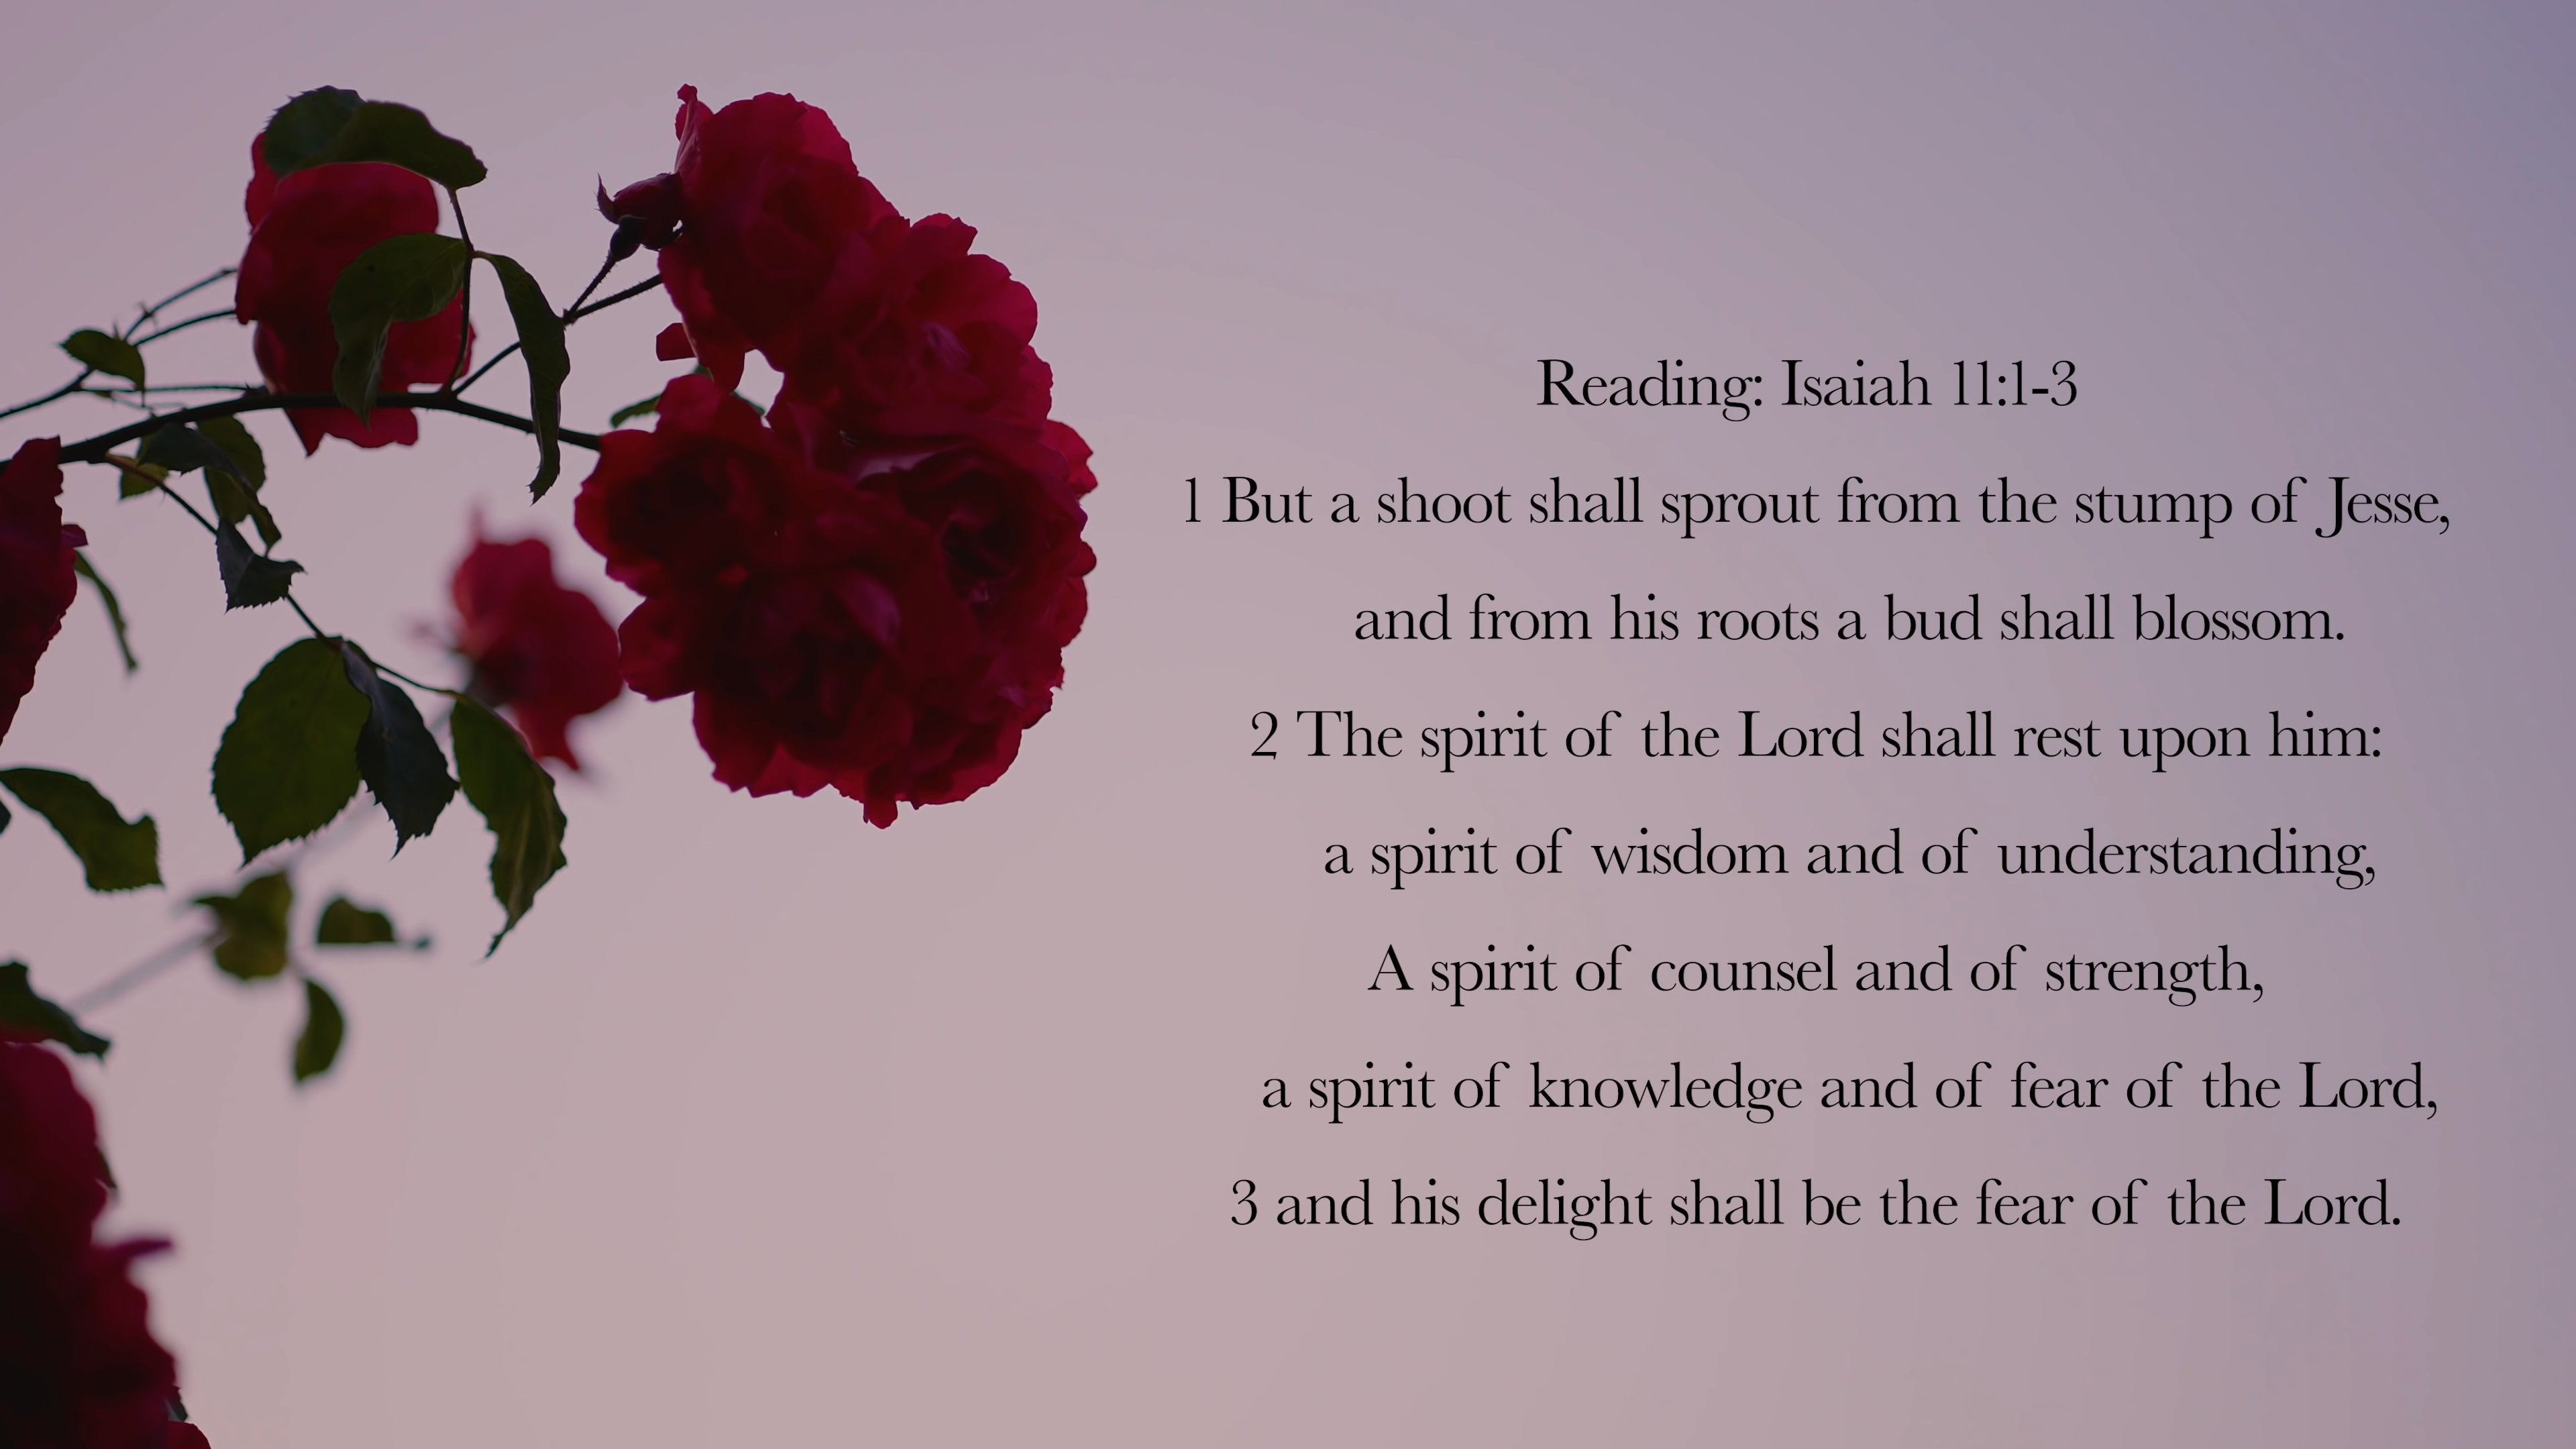 Reading: Isaiah 11:1-3
1 But a shoot shall sprout from the stump of Jesse,
and from his roots a bud shall blossom.
2 The spirit of the Lord shall rest upon him:
a spirit of wisdom and of understanding,
A spirit of counsel and of strength,
a spirit of knowledge and of fear of the Lord,
3 and his delight shall be the fear of the Lord.